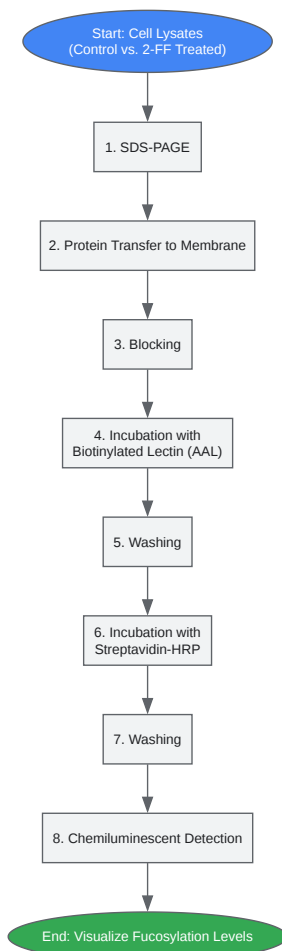 Start: Cell Lysates
(Control vs. 2-FF Treated)
1. SDS-PAGE
2. Protein Transfer to Membrane
3. Blocking
4. Incubation with
Biotinylated Lectin (AAL)
5. Washing
6. Incubation with
Streptavidin-HRP
7. Washing
8. Chemiluminescent Detection
End: Visualize Fucosylation Levels